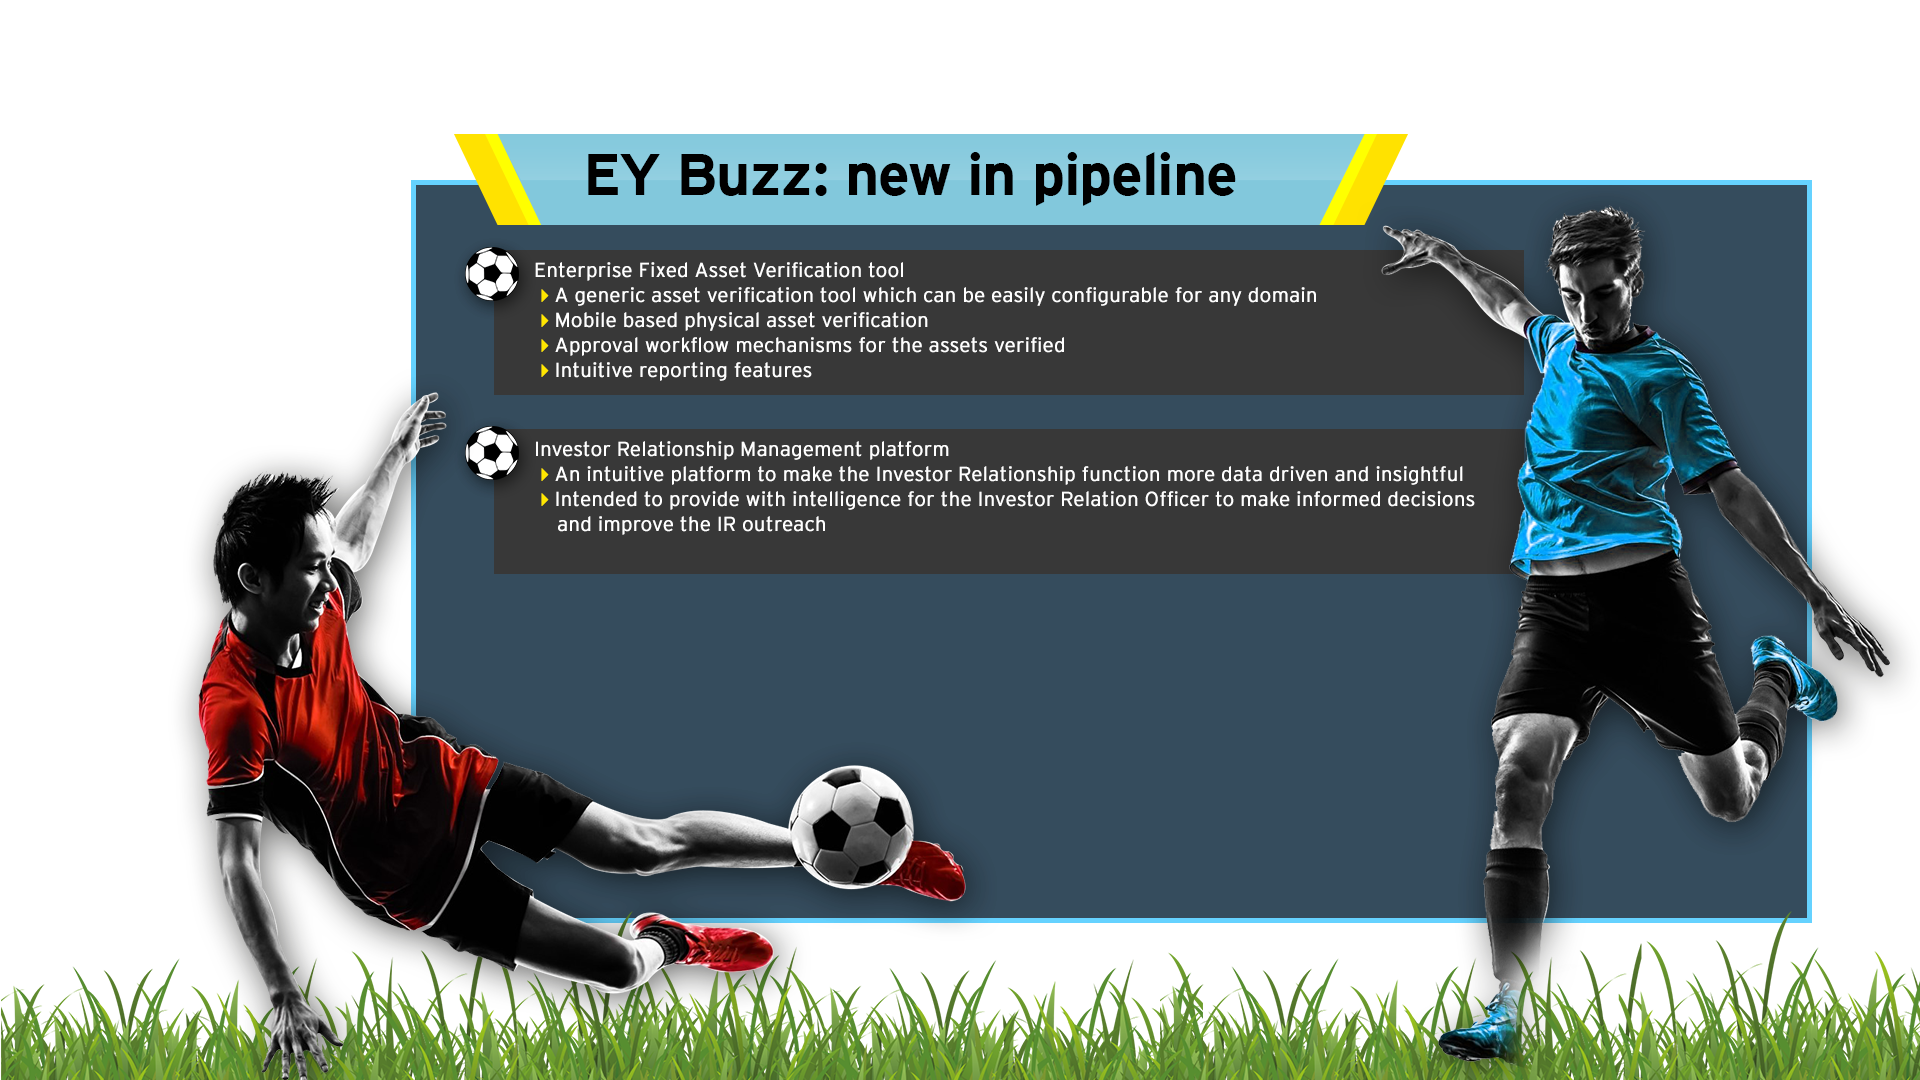 EY Buzz: new in pipeline
Enterprise Fixed Asset Verification tool
A generic asset verification tool which can be easily configurable for any domain
Mobile based physical asset verification
Approval workflow mechanisms for the assets verified
Intuitive reporting features
Investor Relationship Management platform
An intuitive platform to make the Investor Relationship function more data driven and insightful
Intended to provide with intelligence for the Investor Relation Officer to make informed decisions
and improve the IR outreach